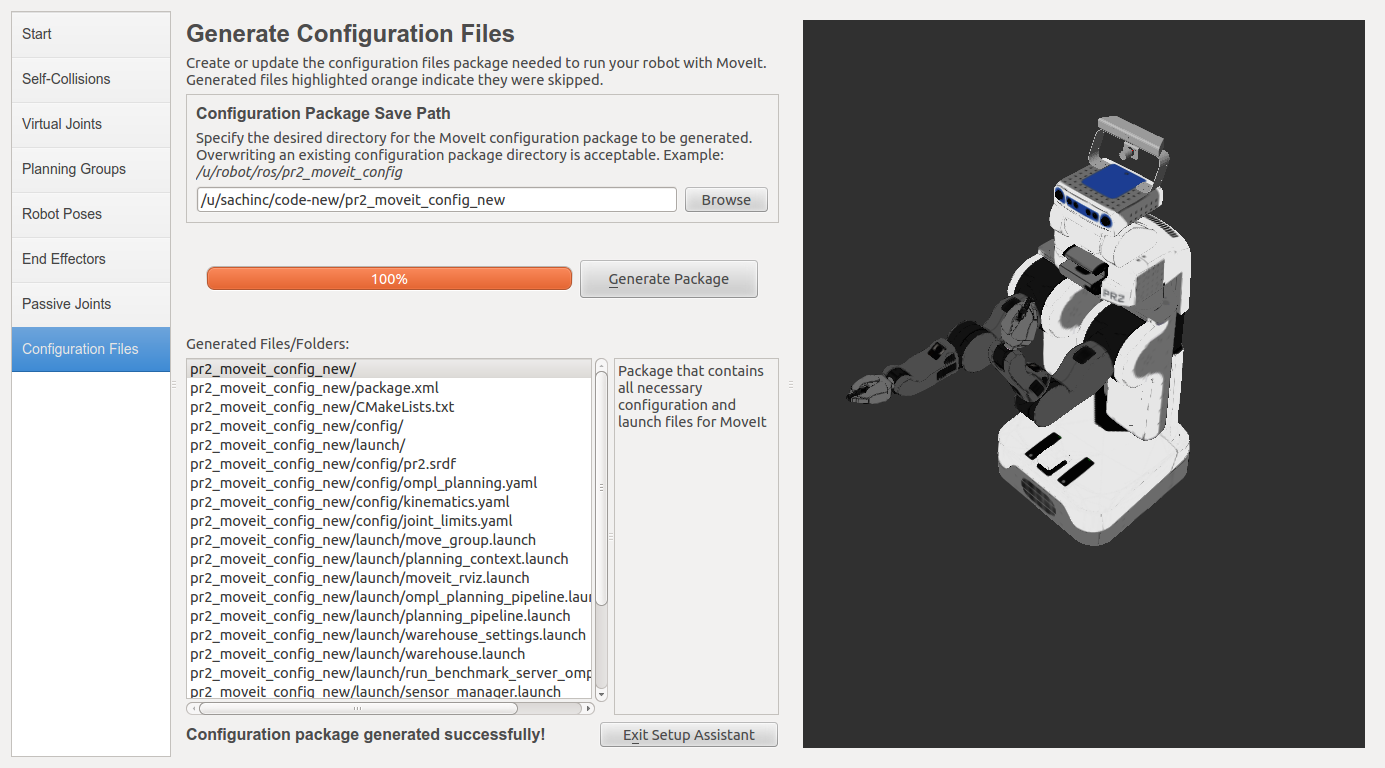 Start
Self-Collisions
Virtual Joints
Planning Groups
Robot Poses
End Effectors
Passive Joints
Configuration Files
Generate Configuration Files
Create or update the configuration files package needed to run your robot with MoveIt.
Generated files highlighted orange indicate they were skipped.
Configuration Package Save Path
Specify the desired directory for the MoveIt configuration package to be generated.
Overwriting an existing configuration package directory is acceptable. Example:
/u/robot/ros/pr2_moveit_config
/u/sachinc/code-new/pr2_moveit_config_new
Browse
100%
Generate Package
Generated Files/Folders:
pr2_moveit_config_new/
pr2_moveit_config_new/package.xml
pr2_moveit_config_new/CMakeLists.txt
pr2_moveit_config_new/config/
pr2_moveit_config_new/launch/
pr2_moveit_config_new/config/pr2.srdf
pr2_moveit_config_new/config/ompl_planning.yaml
pr2_moveit_config_new/config/kinematics.yaml
pr2_moveit_config_new/config/joint_limits.yaml
pr2_moveit_config_new/launch/move_group.launch
pr2_moveit_config_new/launch/planning_context.launch
pr2_moveit_config_new/launch/moveit_rviz.launch
pr2_moveit_config_new/launch/ompl_planning_pipeline.lau
pr2_moveit_config_new/launch/planning_pipeline.launch
pr2_moveit_config_new/launch/warehouse_settings.launch
pr2_moveit_config_new/launch/warehouse.launch
pr2_moveit_config_new/launch/run_benchmark_server_omp
pr2_moveit_config_new/launch/sensor_manager.launch
Package that contains
all necessary
configuration and
launch files for MoveIt
Configuration package generated successfully!
Exit Setup Assistant
PR2